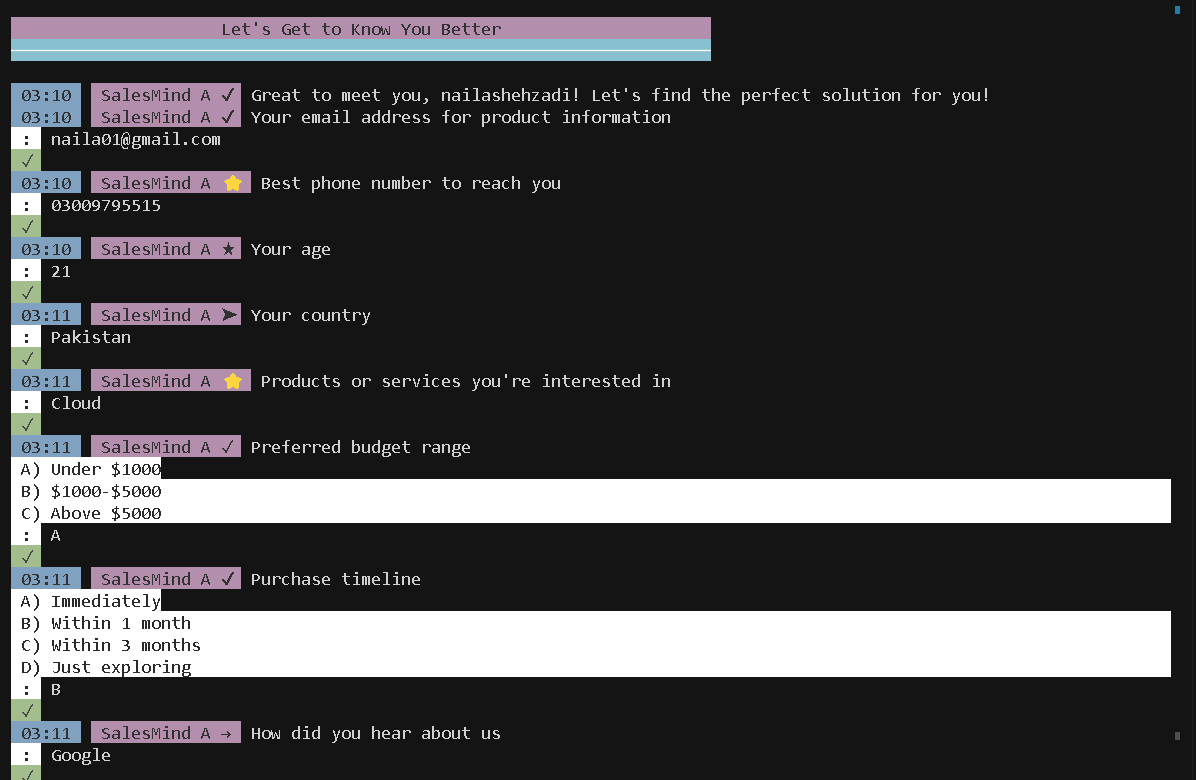 Let's Get to Know You Better
03:10 SalesMind A ✓ Great to meet you, nailashehzadi! Let's find the perfect solution for you!
03:10 SalesMind A ✓ Your email address for product information
: naila01@gmail.com
✓
03:10 SalesMind A ⭐ Best phone number to reach you
: 03009795515
✓
03:10 SalesMind A ★ Your age
: 21
✓
03:11 SalesMind A ➤ Your country
: Pakistan
✓
03:11 SalesMind A ⭐ Products or services you're interested in
: Cloud
✓
03:11 SalesMind A ✓ Preferred budget range
A) Under $1000
B) $1000-$5000
C) Above $5000
: A
✓
03:11 SalesMind A ✓ Purchase timeline
A) Immediately
B) Within 1 month
C) Within 3 months
D) Just exploring
: B
✓
03:11 SalesMind A → How did you hear about us
: Google
✓